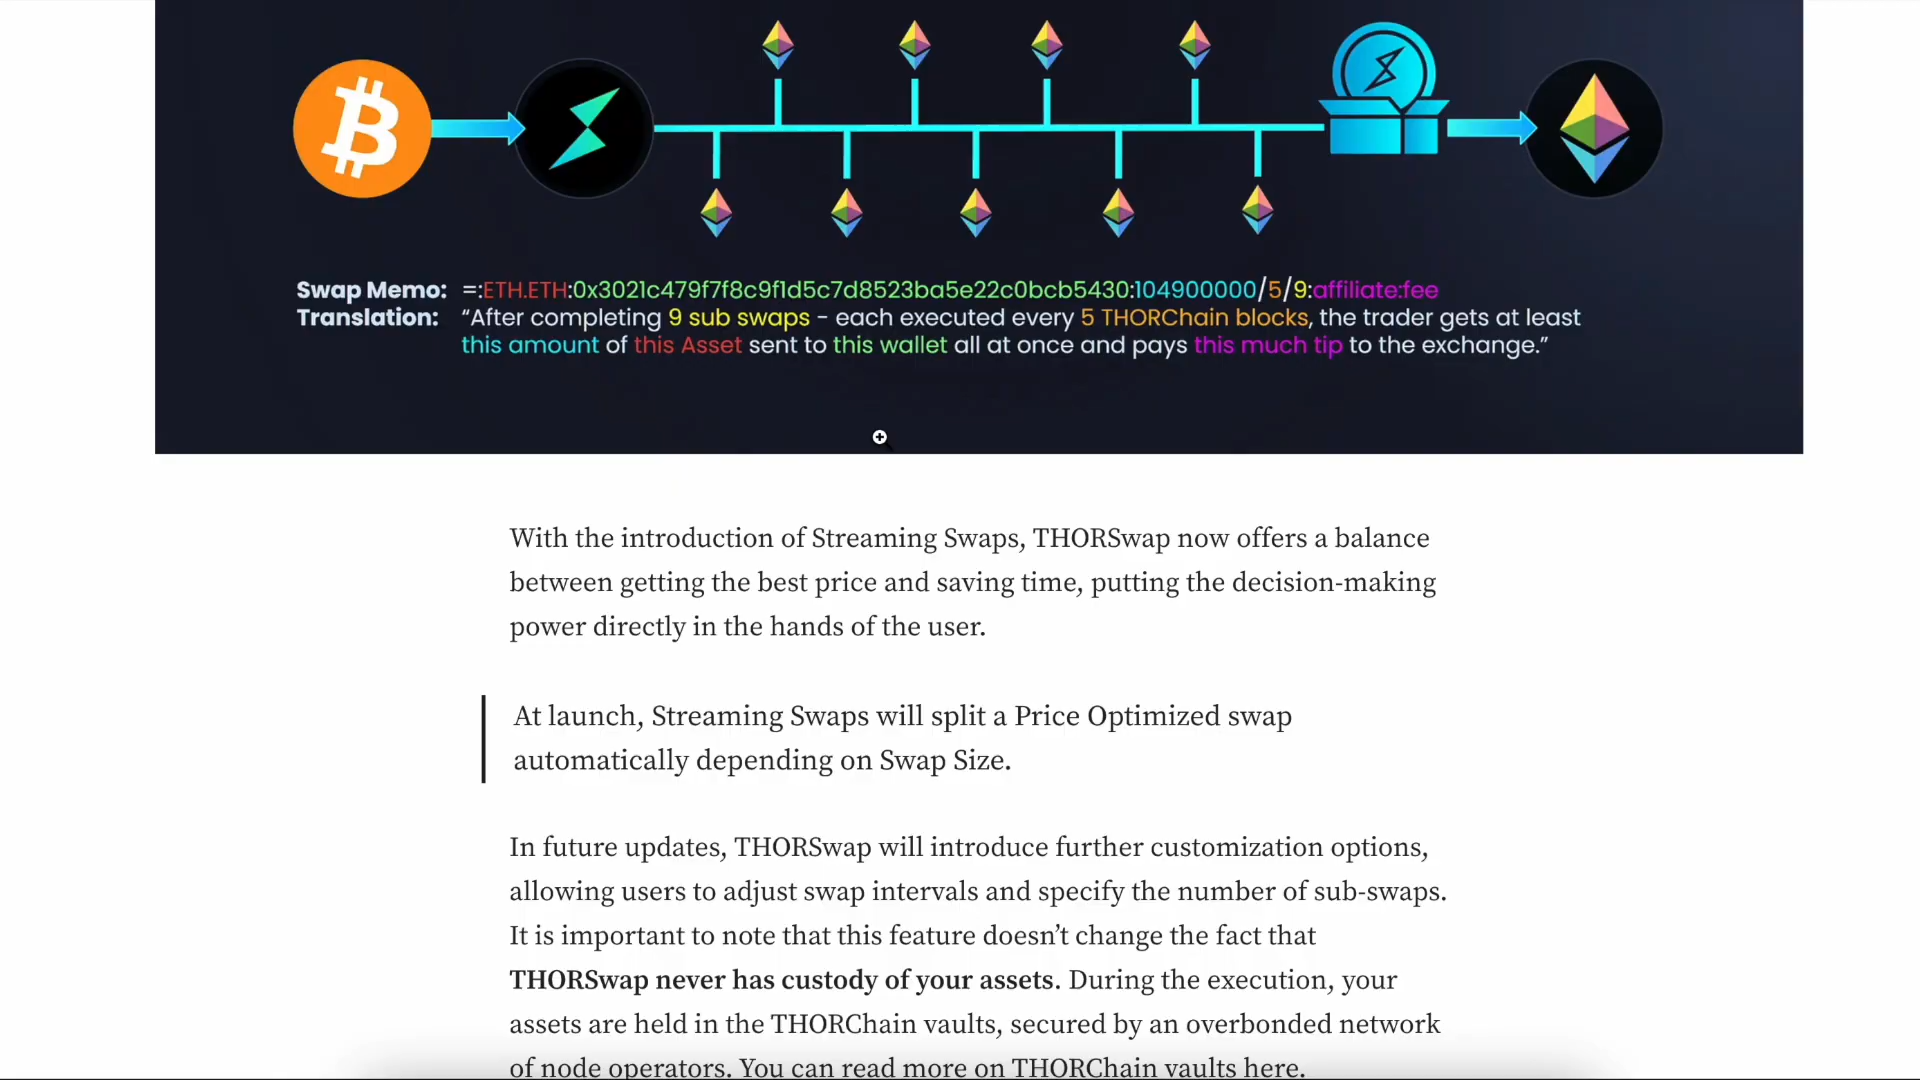 Swap Memo: =:ETH.ETH:0x3021c479f7f8c9f1d5c7d8523ba5e22c0bcb5430:104900000/5/9:affiliate:fee
Translation: “After completing 9 sub swaps - each executed every 5 THORChain blocks, the trader gets at least
this amount of this Asset sent to this wallet all at once and pays this much tip to the exchange.”
With the introduction of Streaming Swaps, THORSwap now offers a balance
between getting the best price and saving time, putting the decision-making
power directly in the hands of the user.
At launch, Streaming Swaps will split a Price Optimized swap
automatically depending on Swap Size.
In future updates, THORSwap will introduce further customization options,
allowing users to adjust swap intervals and specify the number of sub-swaps.
It is important to note that this feature doesn’t change the fact that
THORSwap never has custody of your assets. During the execution, your
assets are held in the THORChain vaults, secured by an overbonded network
of node operators. You can read more on THORChain vaults here.